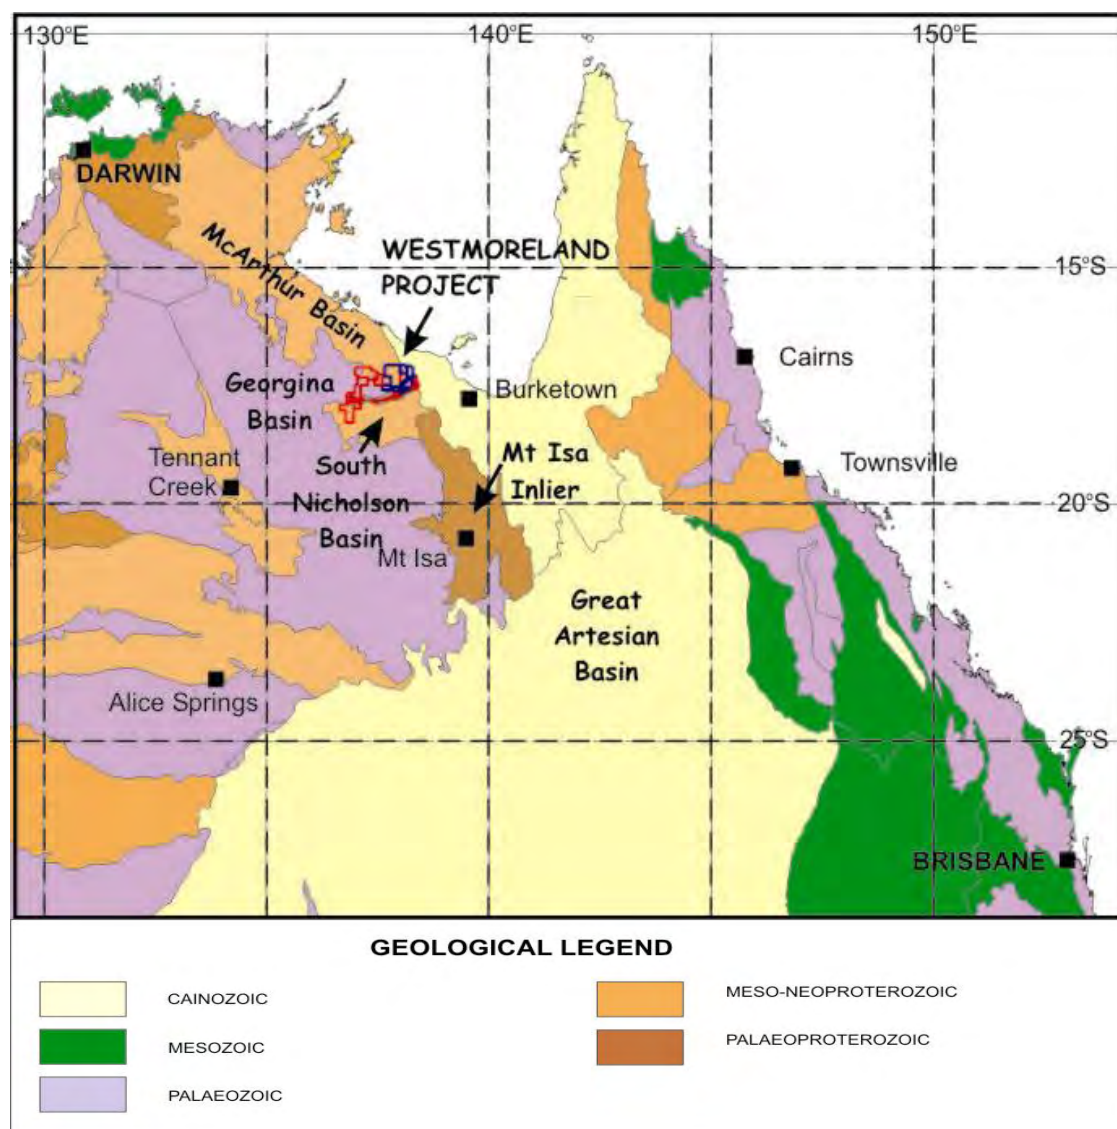 130°E 140°E 150°E
DARWIN
WESTMORELAND
PROJECT
McArthur Basin
15°S
Cairns
Georgina
Basin
Burketown
South
Nicholson
Basin
Mt Isa
Inlier
Tennant
Creek
Townsville
20°S
Mt Isa
Great
Artesian
Basin
Alice Springs
25°S
BRISBANE
GEOLOGICAL LEGEND
CAINOZOIC
MESOZOIC
PALAEOZOIC
MESO-NEOPROTEROZOIC
PALAEOPROTEROZOIC